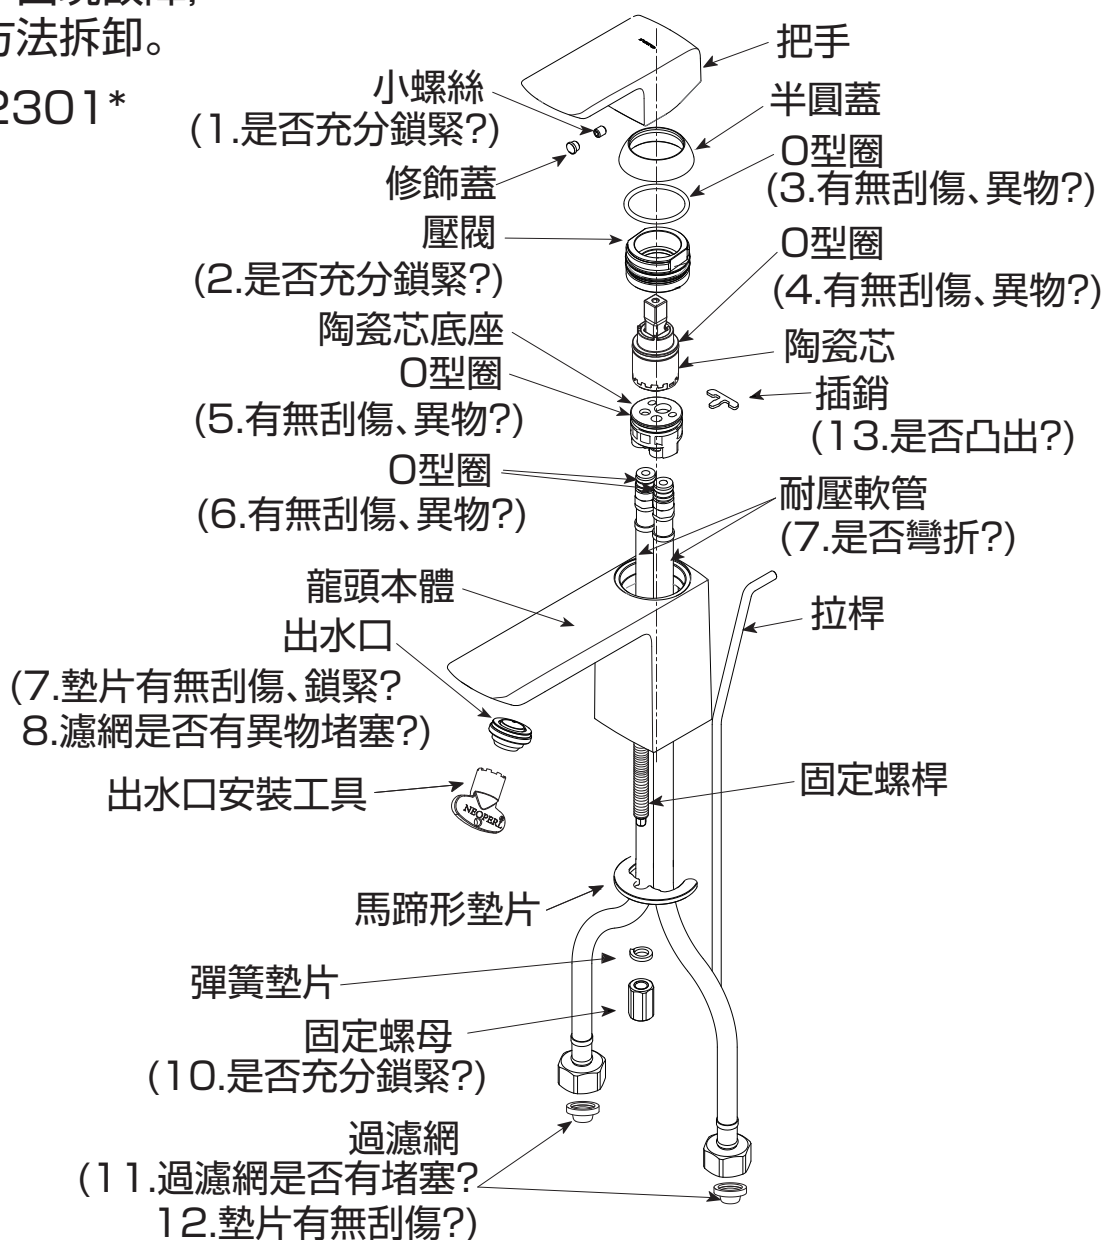 方法拆卸。
2301*
把手
小螺絲
(1.是否充分鎖緊?)
半圓蓋
O型圈
(3.有無刮傷、異物?)
修飾蓋
壓閥
(2.是否充分鎖緊?)
O型圈
(4.有無刮傷、異物?)
陶瓷芯底座
陶瓷芯
O型圈
(5.有無刮傷、異物?)
插銷
(13.是否凸出?)
O型圈
(6.有無刮傷、異物?)
耐壓軟管
(7.是否彎折?)
龍頭本體
拉桿
出水口
(7.墊片有無刮傷、鎖緊?
8.濾網是否有異物堵塞?)
出水口安裝工具
NEOPERL
固定螺桿
馬蹄形墊片
彈簧墊片
固定螺母
(10.是否充分鎖緊?)
過濾網
(11.過濾網是否有堵塞?
12.墊片有無刮傷?)